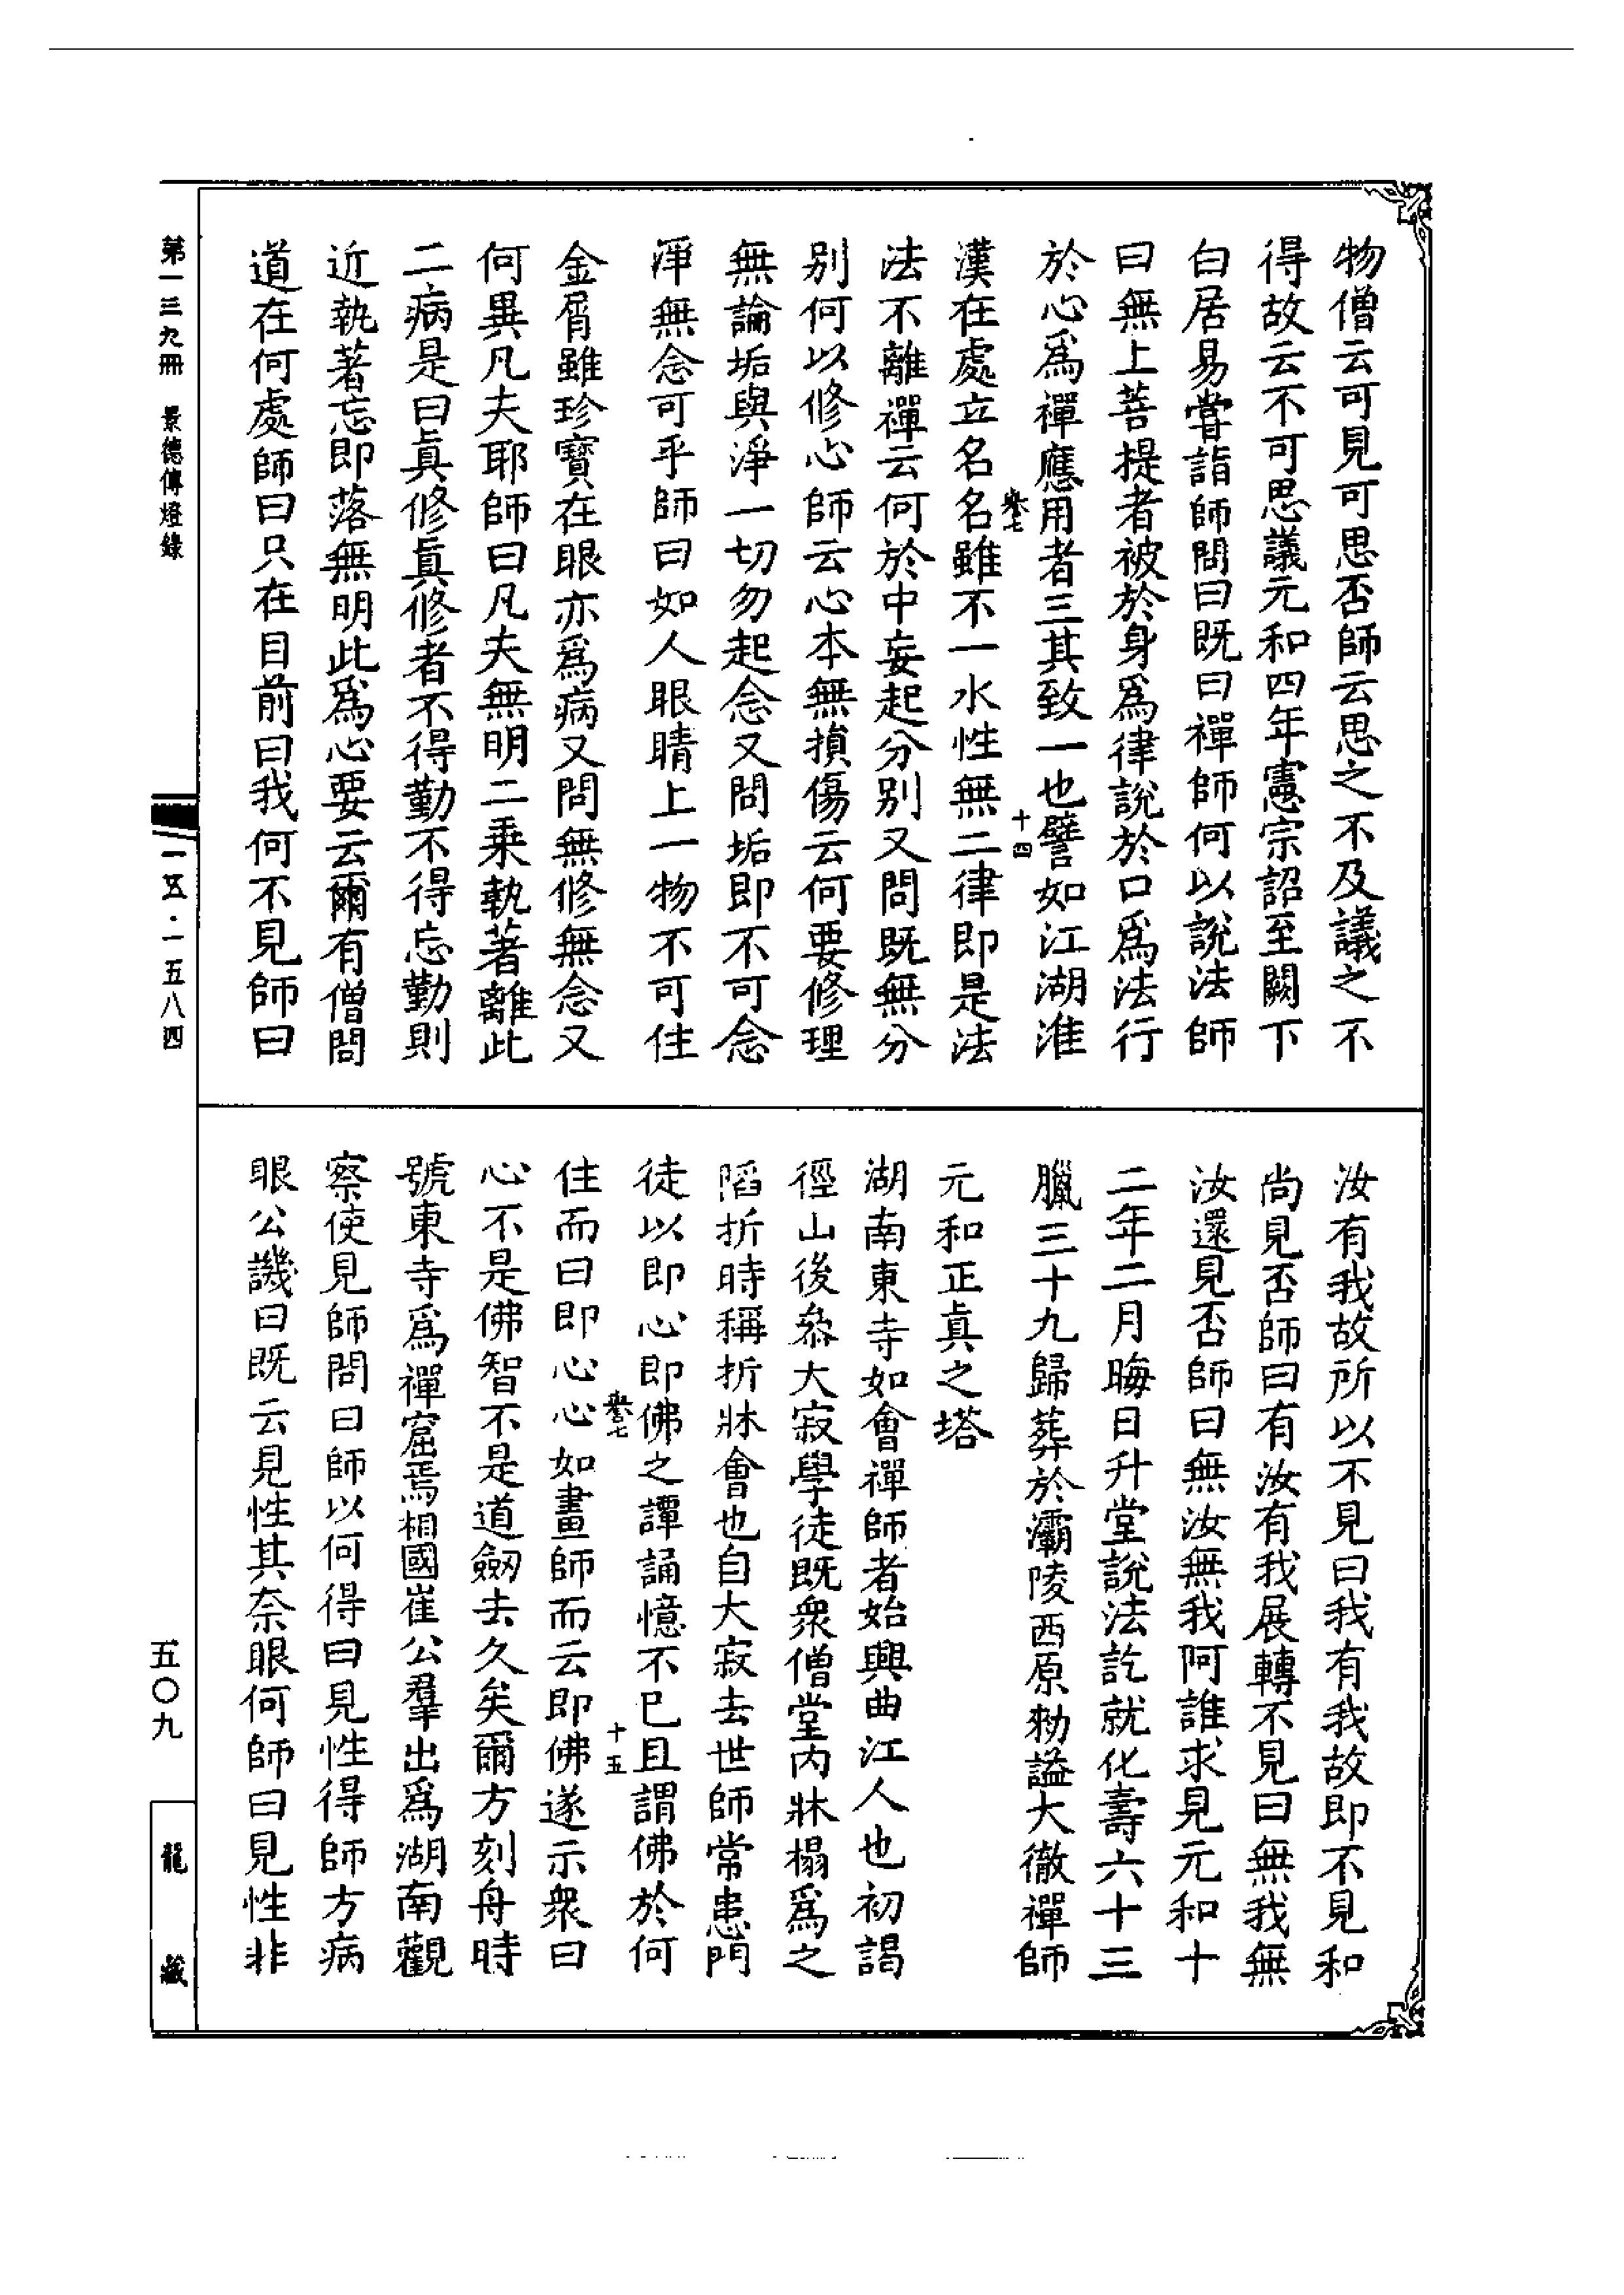 物僧云可見可思否師云思之不及議之不
得故云不可思議元和四年憲宗詔至闕下
白居易嘗詣師問曰既曰禪師何以說法師
曰無上菩提者被於身爲律說於口爲法行
於心爲禪應用者三其致一也譬如江湖淮
卷七
十四
漢在處立名名雖不一水性無二律即是法
法不離禪云何於中妄起分別又問既無分
別何以修心師云心本無損傷云何要修理
無論垢與淨一切勿起念又問垢即不可念
淨無念可乎師曰如人眼睛上一物不可住
金屑雖珍寶在眼亦爲病又問無修無念又
何異凡夫耶師曰凡夫無明二乘執著離此
二病是曰眞修眞修者不得勤不得忘勤則
近執著忘即落無明此爲心要云爾有僧問
道在何處師曰只在目前曰我何不見師曰
汝有我故所以不見曰我有我故即不見和
尚見否師曰有汝有我展轉不見曰無我無
汝還見否師曰無汝無我阿誰求見元和十
二年二月晦日升堂說法訖就化壽六十三
臘三十九歸葬於灞陵西原勑謚大徹禪師
元和正眞之塔
湖南東寺如會禪師者始興曲江人也初謁
徑山後叅大寂學徒既衆僧堂內牀榻爲之
陷折時稱折牀會也自大寂去世師常患門
徒以即心即佛之譚誦憶不已且謂佛於何
卷七
十五
住而曰即心心如畫師而云即佛遂示衆曰
心不是佛智不是道劒去久矣爾方刻舟時
號東寺爲禪窟焉相國崔公羣出爲湖南觀
察使見師問曰師以何得曰見性得師方病
眼公譏曰既云見性其奈眼何師曰見性非
第一三九冊 景德傳燈錄
一五五·一五八四
五〇九
龍藏